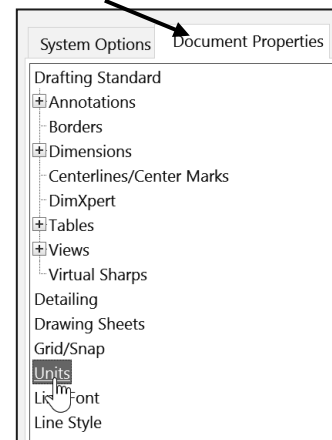 System Options Document Properties
Drafting Standard
Annotations
Borders
Dimensions
Centerlines/Center Marks
DimXpert
Tables
Views
Virtual Sharps
Detailing
Drawing Sheets
Grid/Snap
Units
Font
Line Style